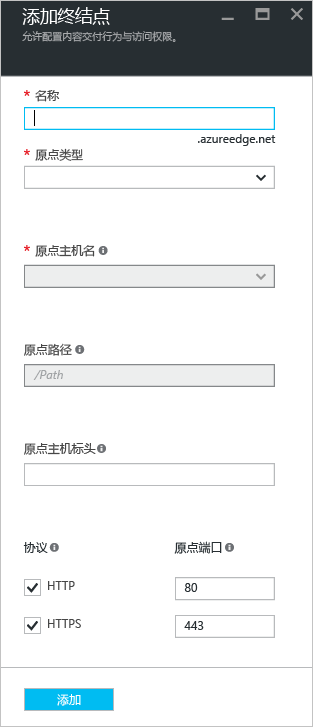 添加终结点
允许配置内容交付行为与访问权限。
* 名称
.azureedge.net
* 原点类型
* 原点主机名
原点路径
/Path
原点主机标头
协议 原点端口
HTTP 80
HTTPS 443
添加